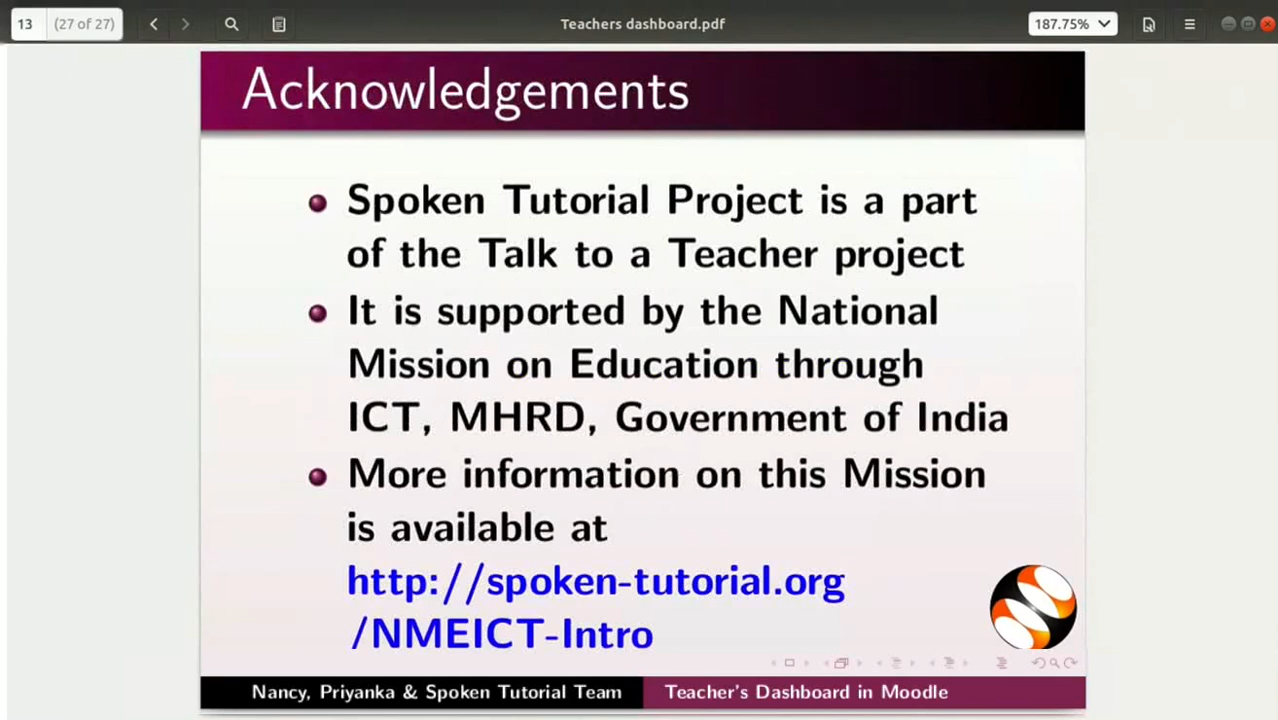 13 (27 of 27) Teachers dashboard.pdf 187.75%
Acknowledgements
Spoken Tutorial Project is a part
of the Talk to a Teacher project
It is supported by the National
Mission on Education through
ICT, MHRD, Government of India
More information on this Mission
is available at
http://spoken-tutorial.org
/NMEICT-Intro
Nancy, Priyanka & Spoken Tutorial Team Teacher's Dashboard in Moodle